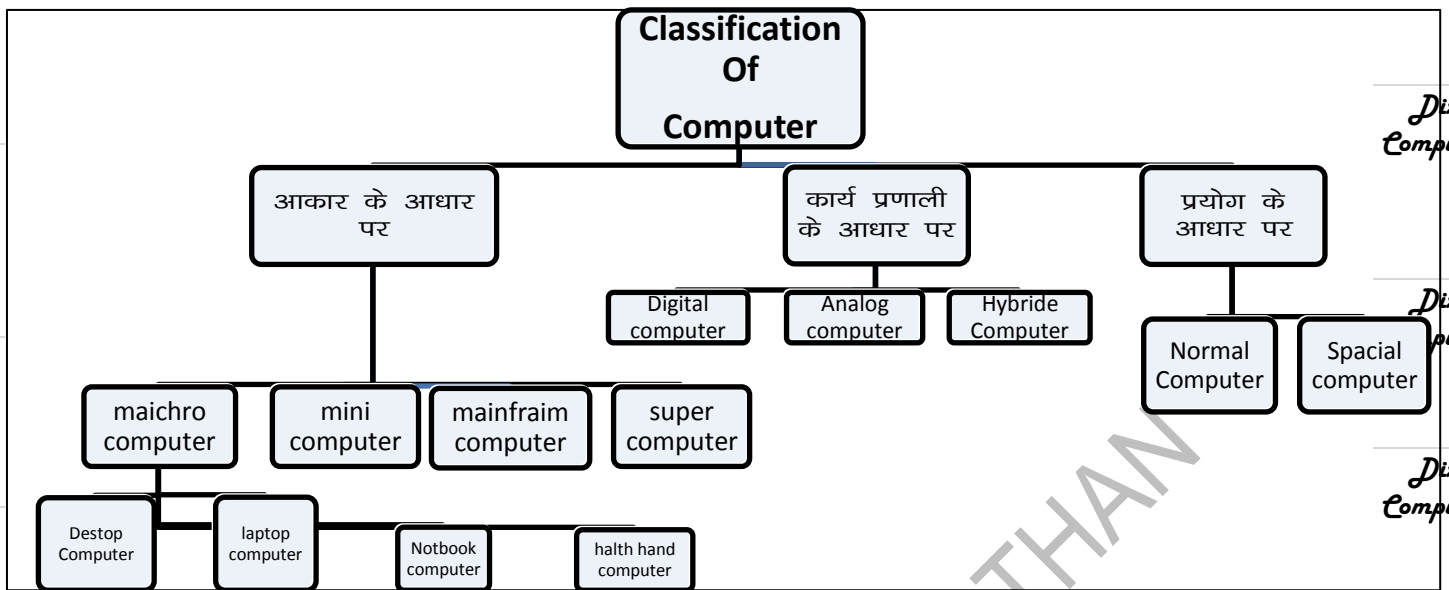 Classification
Of
Computer
आकार के आधार
पर
कार्य प्रणाली
के आधार पर
प्रयोग के
आधार पर
Digital
computer
Analog
computer
Hybride
Computer
Normal
Computer
Spacial
computer
maichro
computer
mini
computer
mainfraim
computer
super
computer
Destop
Computer
laptop
computer
Notbook
computer
halth hand
computer
THAN